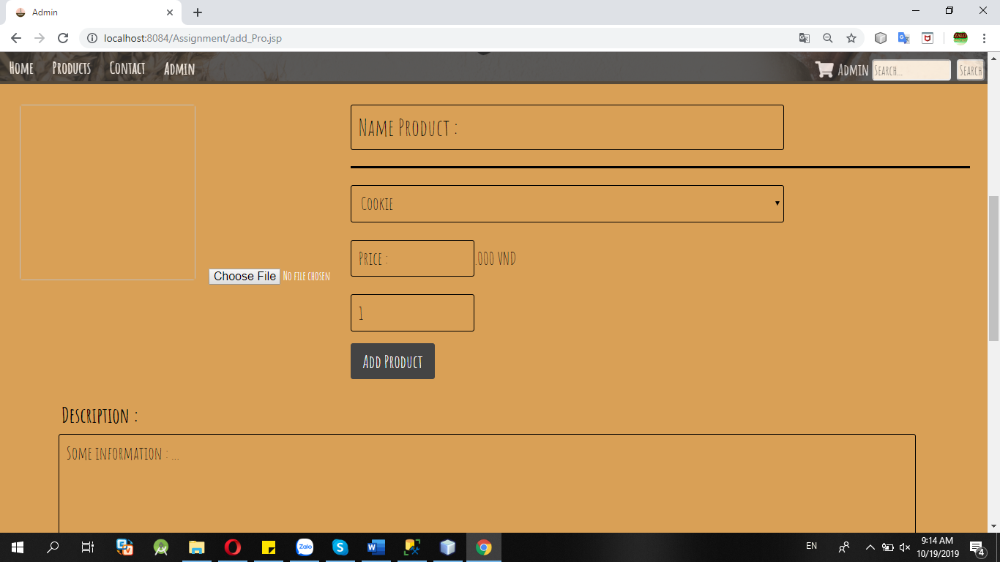 Admin
localhost:8084/Assignment/add_Pro.jsp
Home Products Contact Admin Admin Search... Search
Name Product :
Cookie
Price : .000 VND
Choose File No file chosen
1
Add Product
Description :
Some information : ...
EN 9:14 AM
10/19/2019
4
Zalo